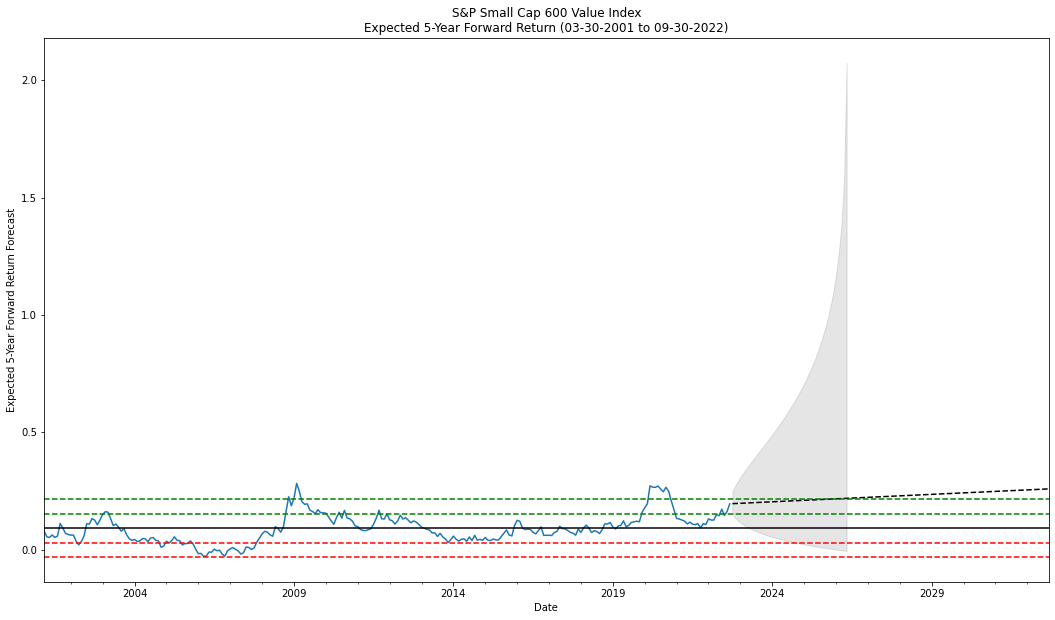 S&P Small Cap 600 Value Index
Expected 5-Year Forward Return (03-30-2001 to 09-30-2022)
Expected 5-Year Forward Return Forecast
2.0
1.5
1.0
0.5
0.0
2004 2009 2014 2019 2024 2029
Date